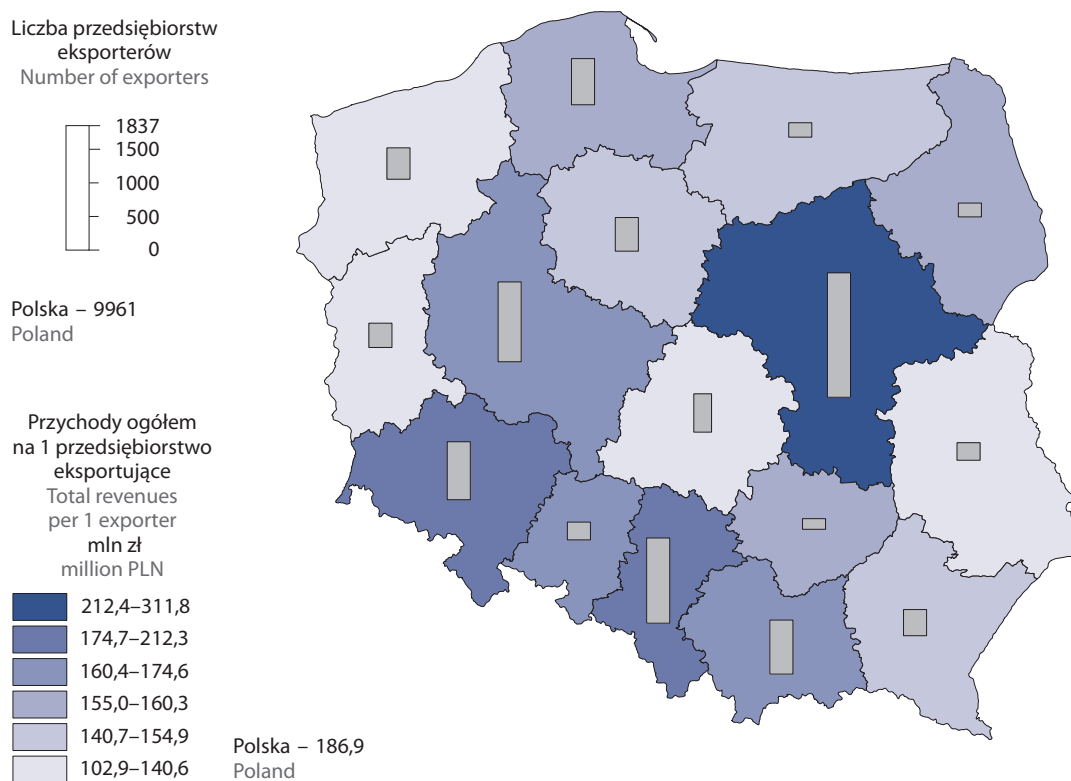 Liczba przedsiębiorstw
eksporterów
Number of exporters
1837
1500
1000
500
0
Polska – 9961
Poland
Przychody ogółem
na 1 przedsiębiorstwo
eksportujące
Total revenues
per 1 exporter
mln zł
million PLN
212,4–311,8
174,7–212,3
160,4–174,6
155,0–160,3
140,7–154,9
102,9–140,6
Polska – 186,9
Poland